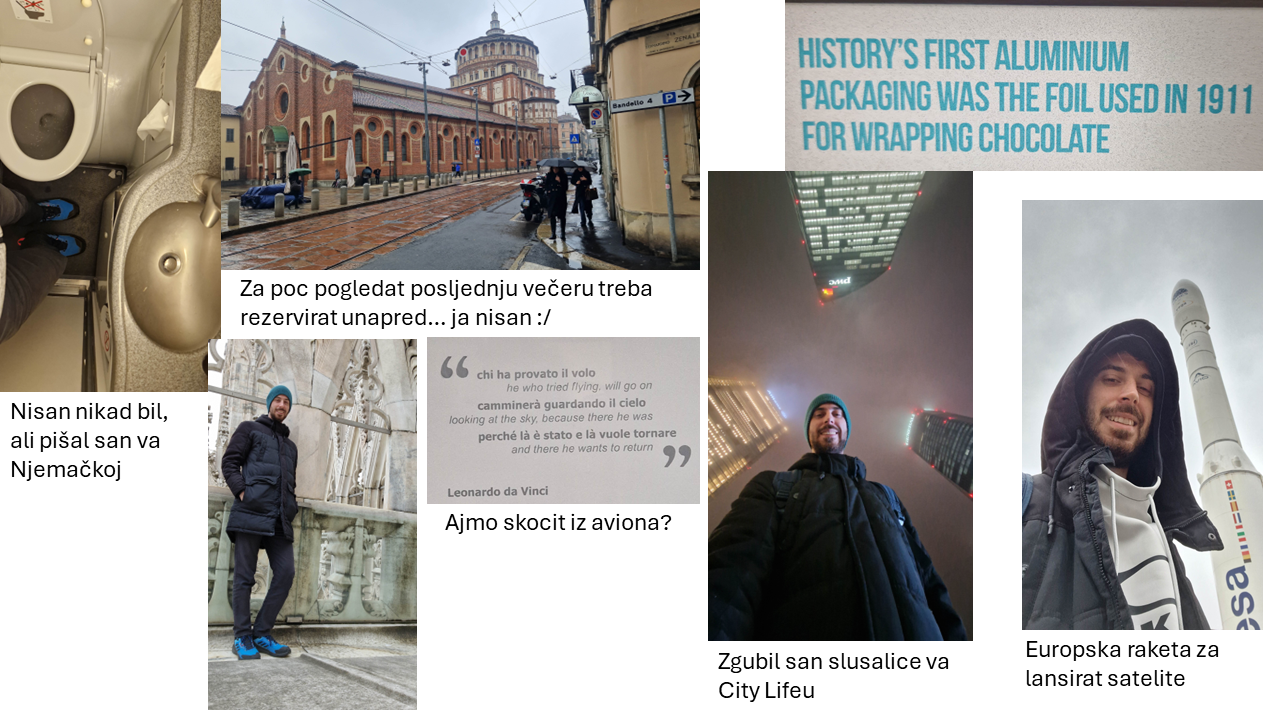 HISTORY'S FIRST ALUMINIUM
PACKAGING WAS THE FOIL USED IN 1911
FOR WRAPPING CHOCOLATE
Bandello 4 P
Za poc pogledat posljednju večeru treba
rezervirat unapred... ja nisan :/
Nisan nikad bil,
ali pišal san va
Njemačkoj
“ chi ha provato il volo
he who tried flying. will go on
camminerà guardando il cielo
looking at the sky, because there he was
perché là è stato e là vuole tornare
and there he wants to return ”
Leonardo da Vinci
Ajmo skocit iz aviona?
pwc
Zgubil san slusalice va
City Lifeu
esa
Europska raketa za
lansirat satelite